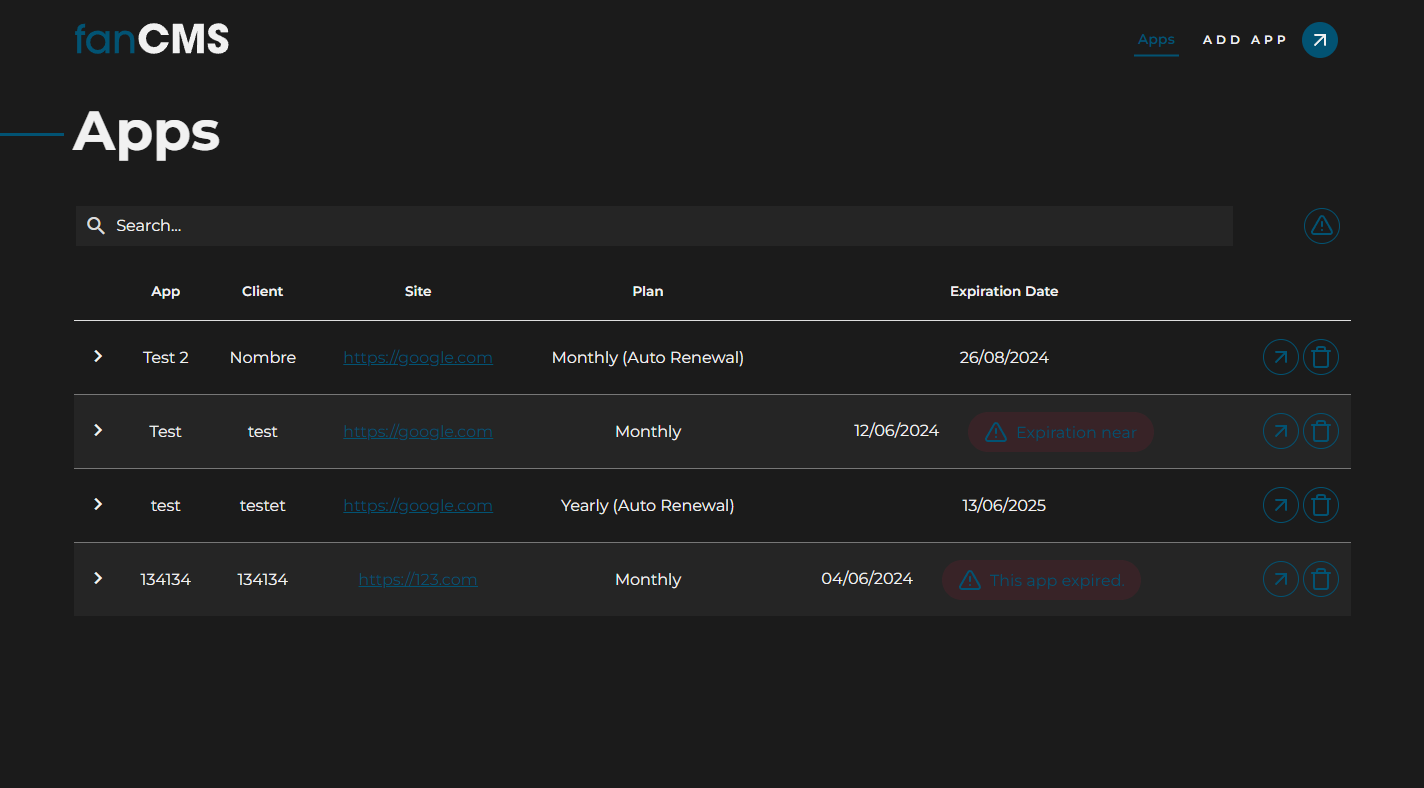 fanCMS
Apps ADD APP
Apps
Search...
App Client Site Plan Expiration Date
Test 2 Nombre https://google.com Monthly (Auto Renewal) 26/08/2024
Test test https://google.com Monthly 12/06/2024 Expiration near
test testet https://google.com Yearly (Auto Renewal) 13/06/2025
134134 134134 https://123.com Monthly 04/06/2024 This app expired.